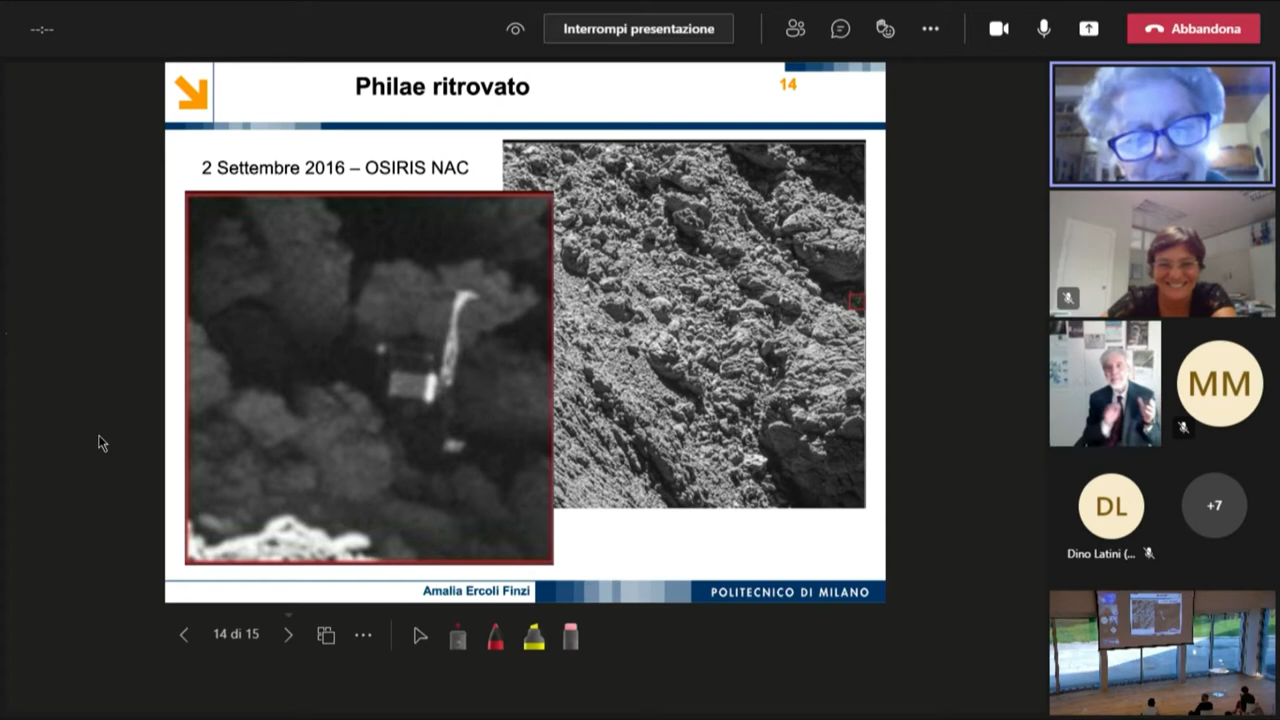 --:--
Interrompi presentazione
Abbandona
Philae ritrovato
14
2 Settembre 2016 – OSIRIS NAC
Amalia Ercoli Finzi
POLITECNICO DI MILANO
14 di 15
MM
DL
+7
Dino Latini (...